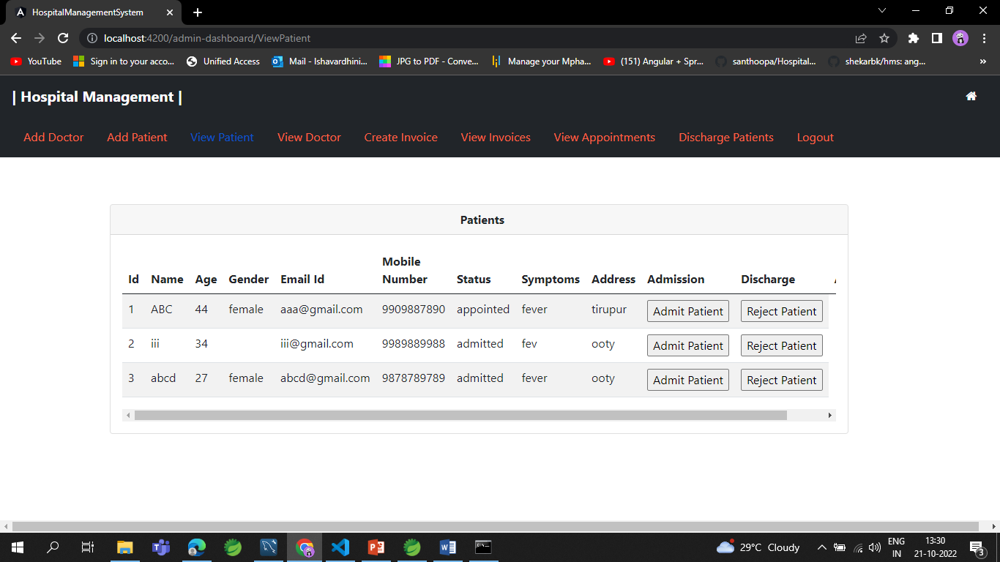 HospitalManagementSystem
localhost:4200/admin-dashboard/ViewPatient
YouTube Sign in to your acco... Unified Access Mail - Ishavardhini... JPG to PDF - Conve... Manage your Mpha... (151) Angular + Spr... santhoopa/Hospital... shekarbk/hms: ang... »
| Hospital Management |
Add Doctor Add Patient View Patient View Doctor Create Invoice View Invoices View Appointments Discharge Patients Logout
Patients
Mobile
Id Name Age Gender Email Id Number Status Symptoms Address Admission Discharge
1 ABC 44 female aaa@gmail.com 9909887890 appointed fever tirupur Admit Patient Reject Patient
2 iii 34 iii@gmail.com 9989889988 admitted fev ooty Admit Patient Reject Patient
3 abcd 27 female abcd@gmail.com 9878789789 admitted fever ooty Admit Patient Reject Patient
29°C Cloudy
ENG
IN
13:30
21-10-2022
3